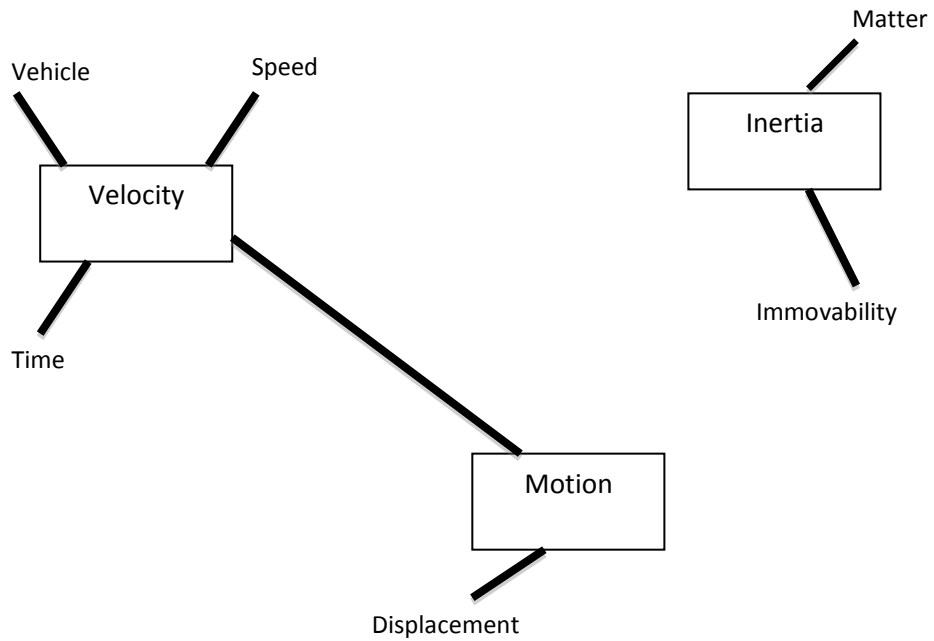 Matter
Vehicle
Speed
Inertia
Velocity
Immovability
Time
Motion
Displacement